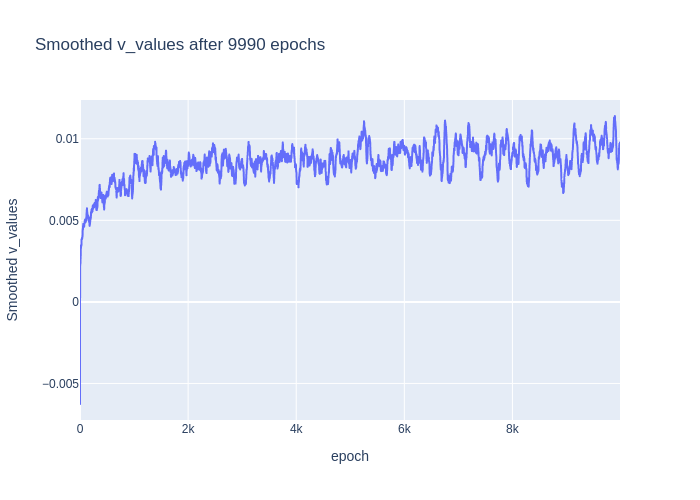 Smoothed v_values after 9990 epochs
0.01
0.005
0
−0.005
Smoothed v_values
0
2k
4k
6k
8k
epoch